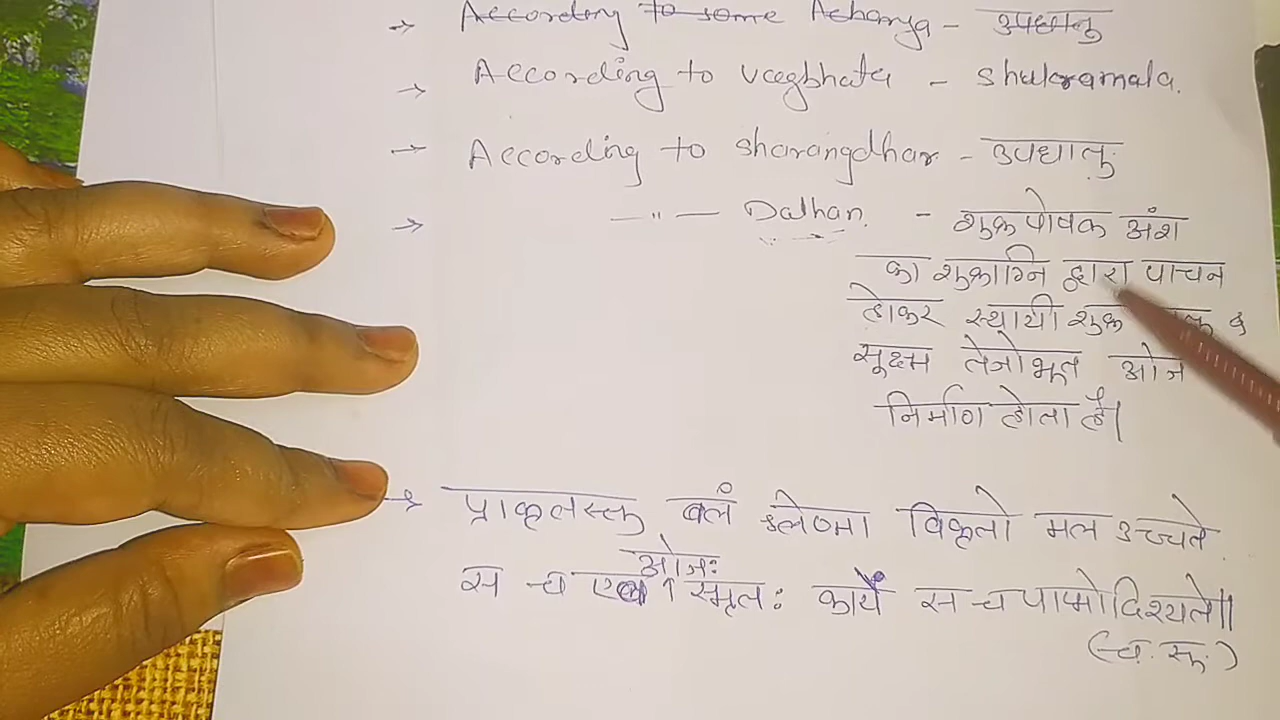 → According to some Acharya - उपधातु
→ According to vagbhata - Shukramala.
→ According to Sharangdhar - उपधातु
→ —"— Dalhan. - शुक्रपोषक अंश
का शुक्राग्नि द्वारा पाचन
होकर स्थायी शुक्र व
सूक्ष्म तेजोभूत ओज
निर्माण होता है।
→ प्राकृतस्तु बलं श्लेष्मा विकृतो मल उच्यते.
ओजः
स च एव ↑ स्मृतः काये स च पाप्मोदिश्यते॥
(च. सू.)